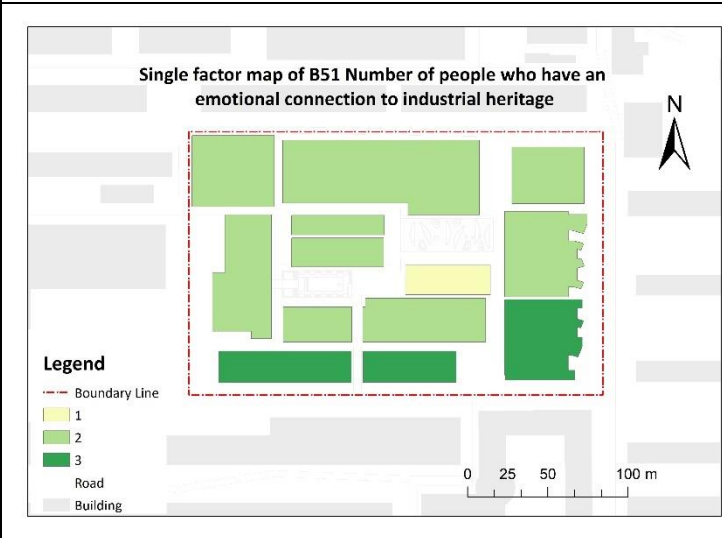 Single factor map of B51 Number of people who have an
emotional connection to industrial heritage
N
Legend
Boundary Line
1
2
3
Road
Building
0 25 50 100 m